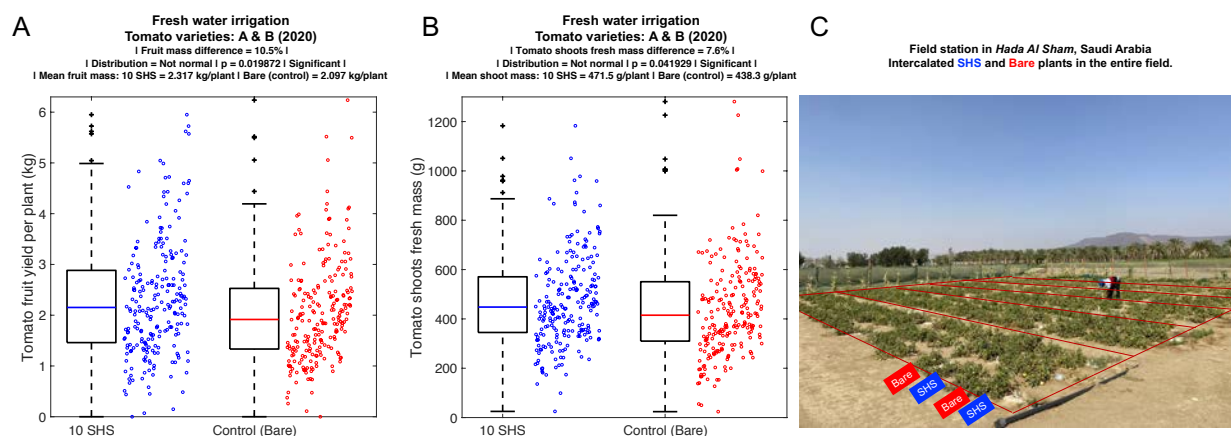 A
Fresh water irrigation
Tomato varieties: A & B (2020)
| Fruit mass difference = 10.5% |
| Distribution = Not normal | p = 0.019872 | Significant |
| Mean fruit mass: 10 SHS = 2.317 kg/plant | Bare (control) = 2.097 kg/plant
Tomato fruit yield per plant (kg)
6
5
4
3
2
1
0
10 SHS
Control (Bare)
B
Fresh water irrigation
Tomato varieties: A & B (2020)
| Tomato shoots fresh mass difference = 7.6% |
| Distribution = Not normal | p = 0.041929 | Significant |
| Mean shoot mass: 10 SHS = 471.5 g/plant | Bare (control) = 438.3 g/plant
Tomato shoots fresh mass (g)
1200
1000
800
600
400
200
0
10 SHS
Control (Bare)
C
Field station in Hada Al Sham, Saudi Arabia
Intercalated SHS and Bare plants in the entire field.
Bare
SHS
Bare
SHS